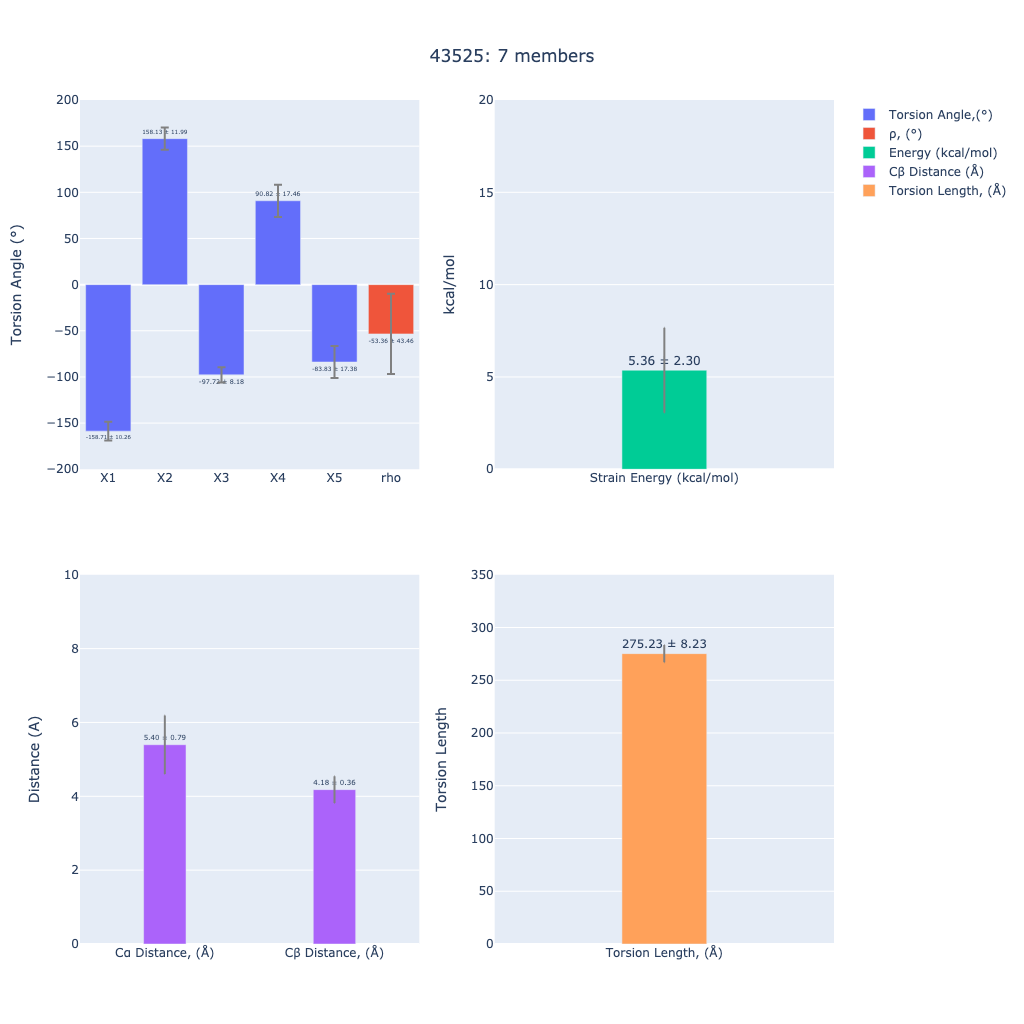 43525: 7 members
200
150
100
50
0
−50
−100
−150
−200
Torsion Angle (°)
158.13 ± 11.99
90.82 ± 17.46
-53.36 ± 43.46
-83.83 ± 17.38
-97.72 ± 8.18
-158.71 ± 10.26
X1 X2 X3 X4 X5 rho
20
15
10
5
0
kcal/mol
5.36 ± 2.30
Strain Energy (kcal/mol)
Torsion Angle,(°)
ρ, (°)
Energy (kcal/mol)
Cβ Distance (Å)
Torsion Length, (Å)
10
8
6
4
2
0
Distance (A)
5.40 ± 0.79
4.18 ± 0.36
Cα Distance, (Å) Cβ Distance, (Å)
350
300
250
200
150
100
50
0
Torsion Length
275.23 ± 8.23
Torsion Length, (Å)